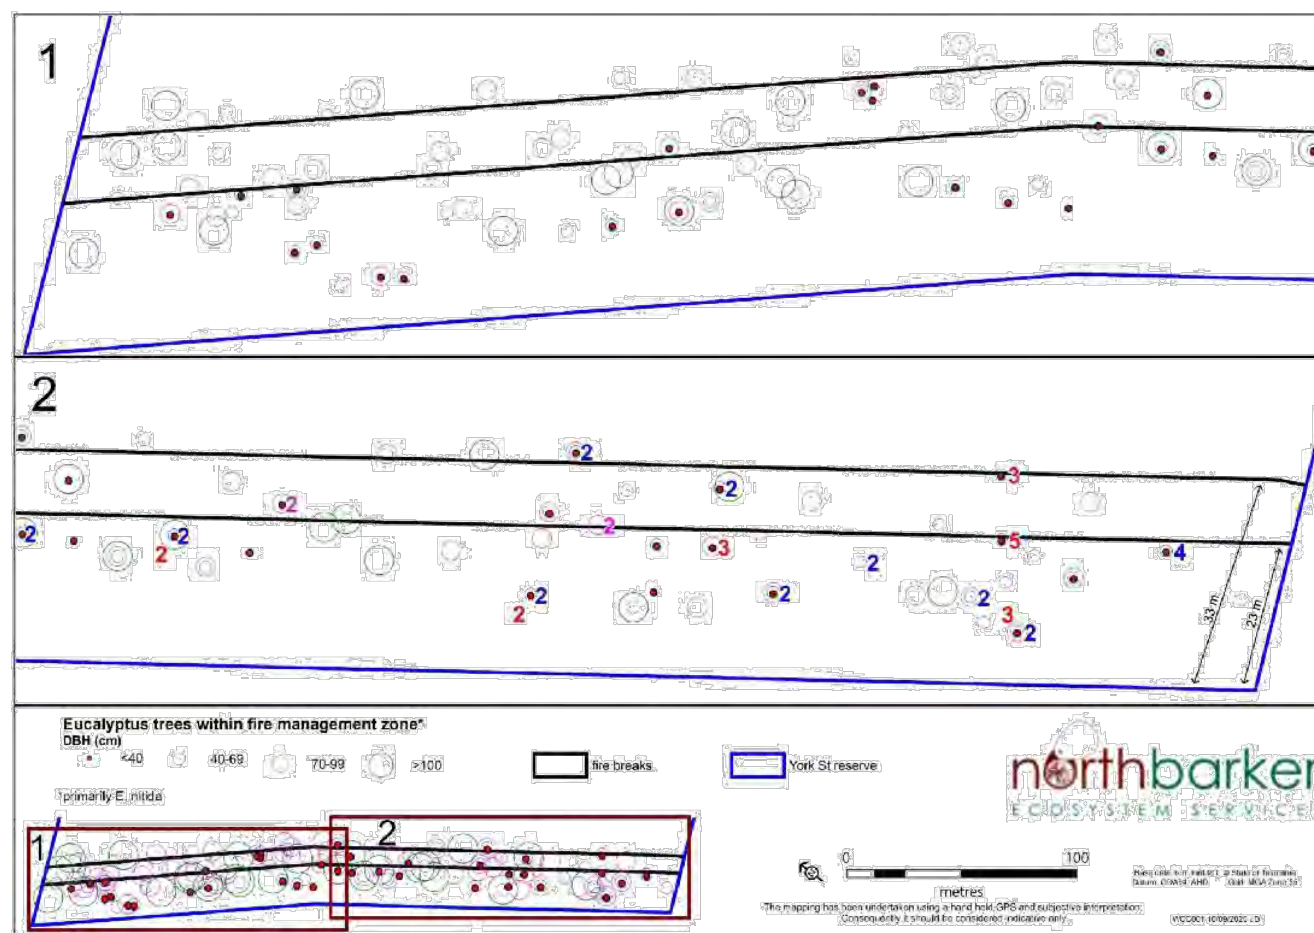 1
2
2
2
3
2
2
2
2
2
3
5
4
2
2
2
2
2
2
3
2
33 m
23 m
Eucalyptus trees within fire management zone*
DBH (cm)
<40
40-69
70-99
>100
fire breaks
York St reserve
*primarily E. nitida
northbarker
ECOSYSTEM SERVICE
1
2
0
100
metres
The mapping has been undertaken using a hand held GPS and subjective interpretation.
Consequently it should be considered indicative only